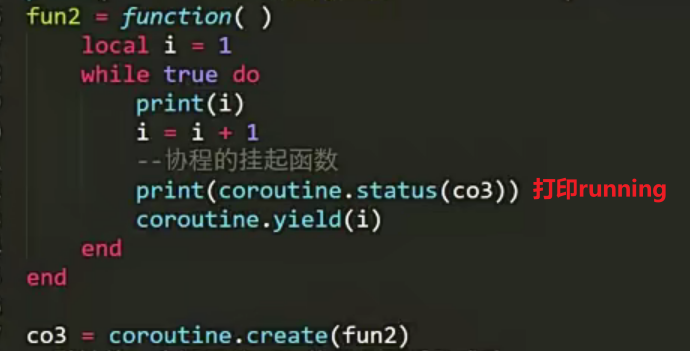 fun2 = function( )
    local i = 1
    while true do
        print(i)
        i = i + 1
        --协程的挂起函数
        print(coroutine.status(co3)) 打印running
        coroutine.yield(i)
    end
end
co3 = coroutine.create(fun2)